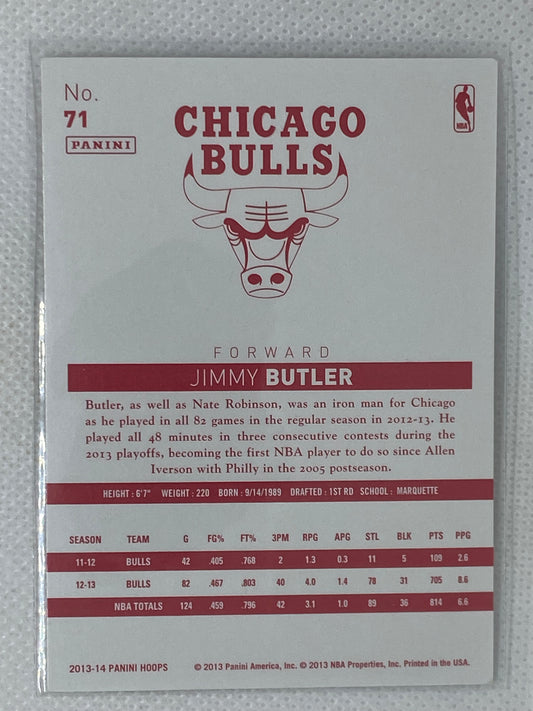 No.
71
PANINI
CHICAGO
BULLS
NBA
FORWARD
JIMMY BUTLER
Butler, as well as Nate Robinson, was an iron man for Chicago
as he played in all 82 games in the regular season in 2012-13. He
played all 48 minutes in three consecutive contests during the
2013 playoffs, becoming the first NBA player to do so since Allen
Iverson with Philly in the 2005 postseason.
HEIGHT: 6'7" WEIGHT: 220 BORN: 9/14/1989 DRAFTED: 1ST RD SCHOOL: MARQUETTE
SEASON TEAM G FG% FT% 3PM RPG APG STL BLK PTS PPG
11-12 BULLS 42 .405 .768 2 1.3 0.3 11 5 109 2.6
12-13 BULLS 82 .467 .803 40 4.0 1.4 78 31 705 8.6
NBA TOTALS 124 .459 .796 42 3.1 1.0 89 36 814 6.6
2013-14 PANINI HOOPS © 2013 Panini America, Inc. © 2013 NBA Properties, Inc. Printed in the USA.